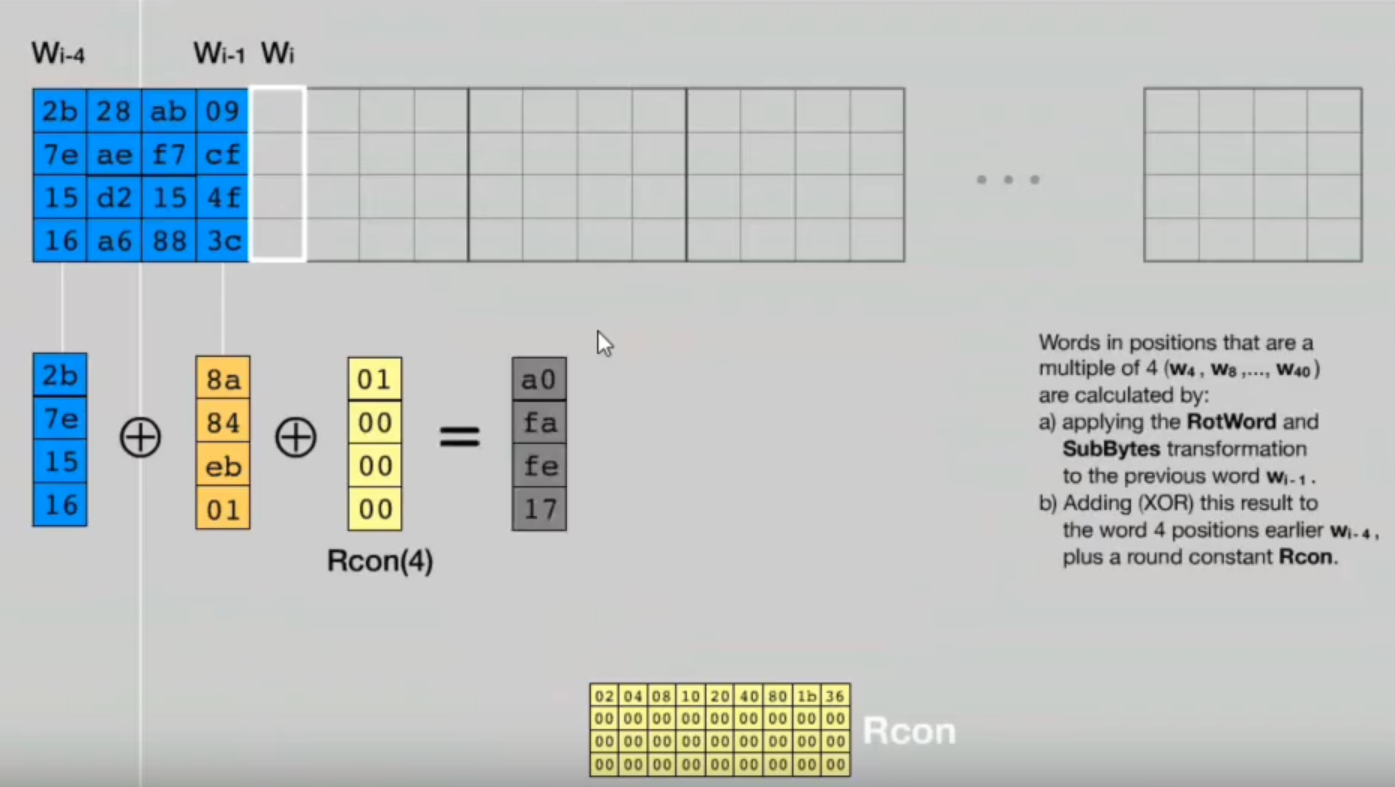 Wi-4 Wi-1 Wi
2b 28 ab 09
7e ae f7 cf
15 d2 15 4f
16 a6 88 3c
2b 8a 01 a0
7e ⊕ 84 ⊕ 00 = fa
15 eb 00 fe
16 01 00 17
Rcon(4)
Words in positions that are a
multiple of 4 (w4, w8,..., w40)
are calculated by:
a) applying the RotWord and
SubBytes transformation
to the previous word wi-1.
b) Adding (XOR) this result to
the word 4 positions earlier wi-4,
plus a round constant Rcon.
02 04 08 10 20 40 80 1b 36
00 00 00 00 00 00 00 00 00
00 00 00 00 00 00 00 00 00
00 00 00 00 00 00 00 00 00
Rcon